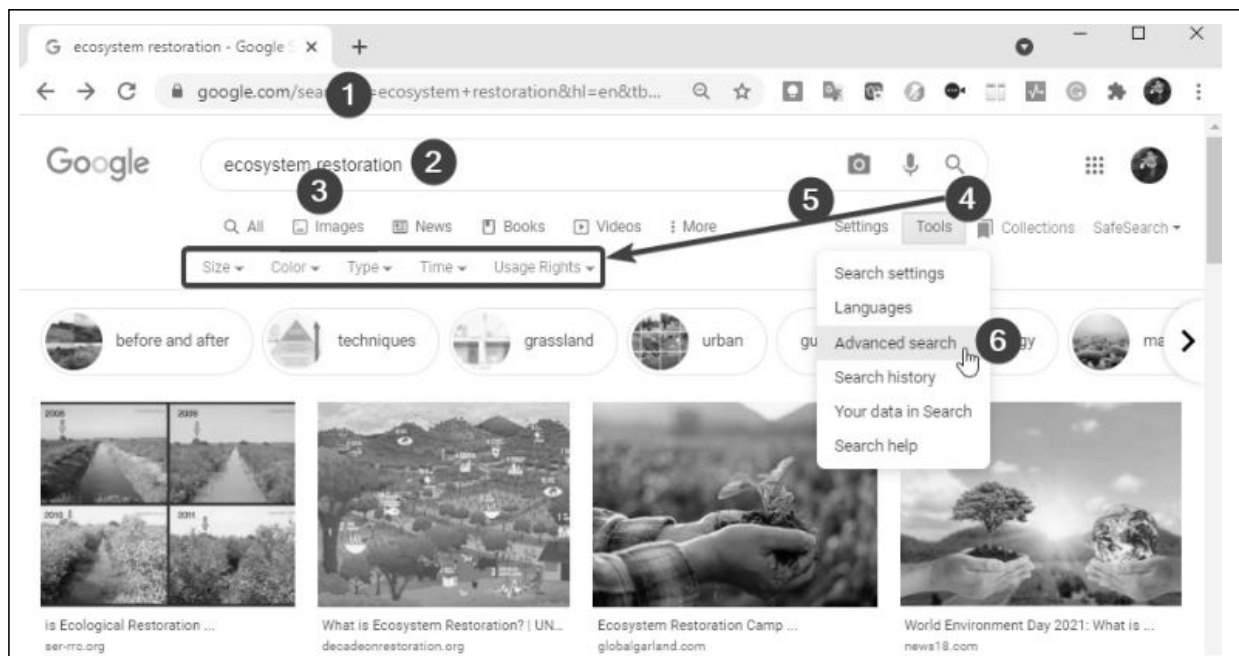 ecosystem restoration - Google S
google.com/sea 1 =ecosystem+restoration&hl=en&tb...
Google
ecosystem restoration 2
3 5 4
All Images News Books Videos More Settings Tools Collections SafeSearch
Size Color Type Time Usage Rights
Search settings
Languages
Advanced search 6
Search history
Your data in Search
Search help
before and after techniques grassland urban gu gy ma
2008 2009
2010 2011
is Ecological Restoration ...
ser-rrc.org
What is Ecosystem Restoration? | UN...
decadeonrestoration.org
Ecosystem Restoration Camp ...
globalgarland.com
World Environment Day 2021: What is ...
news18.com